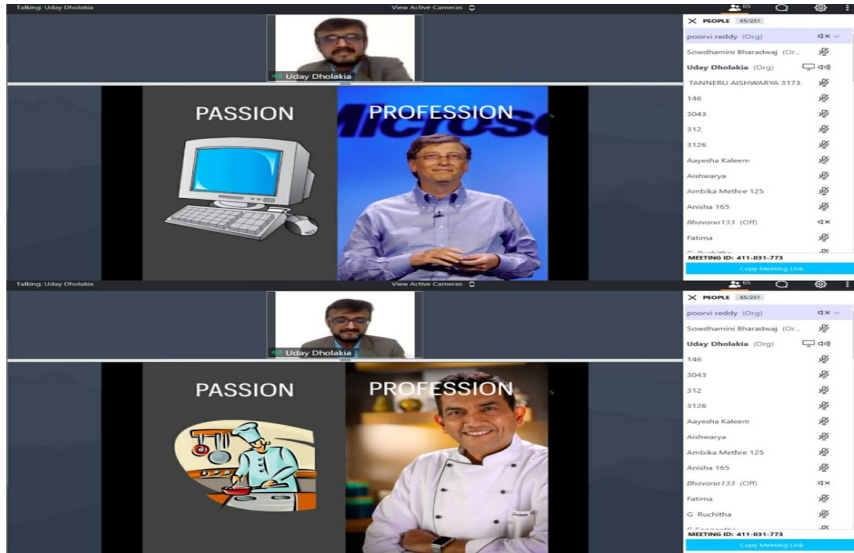 Talking: Uday Dholakia
View Active Cameras
65
PEOPLE 65/251
poorvi reddy (Org)
Sowdhamini Bharadwaj (Or...
Uday Dholakia (Org)
TANNERU AISHWARYA 3173
146
3043
312
3126
Aayesha Kaleem
Aishwarya
Ambika Methre 125
Anisha 165
Bhavana133 (Off)
Fatima
G Ruchitha
MEETING ID: 411-031-773
Copy Meeting Link
Uday Dholakia
PASSION
PROFESSION
Microso
Talking: Uday Dholakia
View Active Cameras
65
PEOPLE 65/251
poorvi reddy (Org)
Sowdhamini Bharadwaj (Or...
Uday Dholakia (Org)
146
3043
312
3126
Aayesha Kaleem
Aishwarya
Ambika Methre 125
Anisha 165
Bhavana133 (Off)
Fatima
G Ruchitha
MEETING ID: 411-031-773
Copy Meeting Link
Uday Dholakia
PASSION
PROFESSION